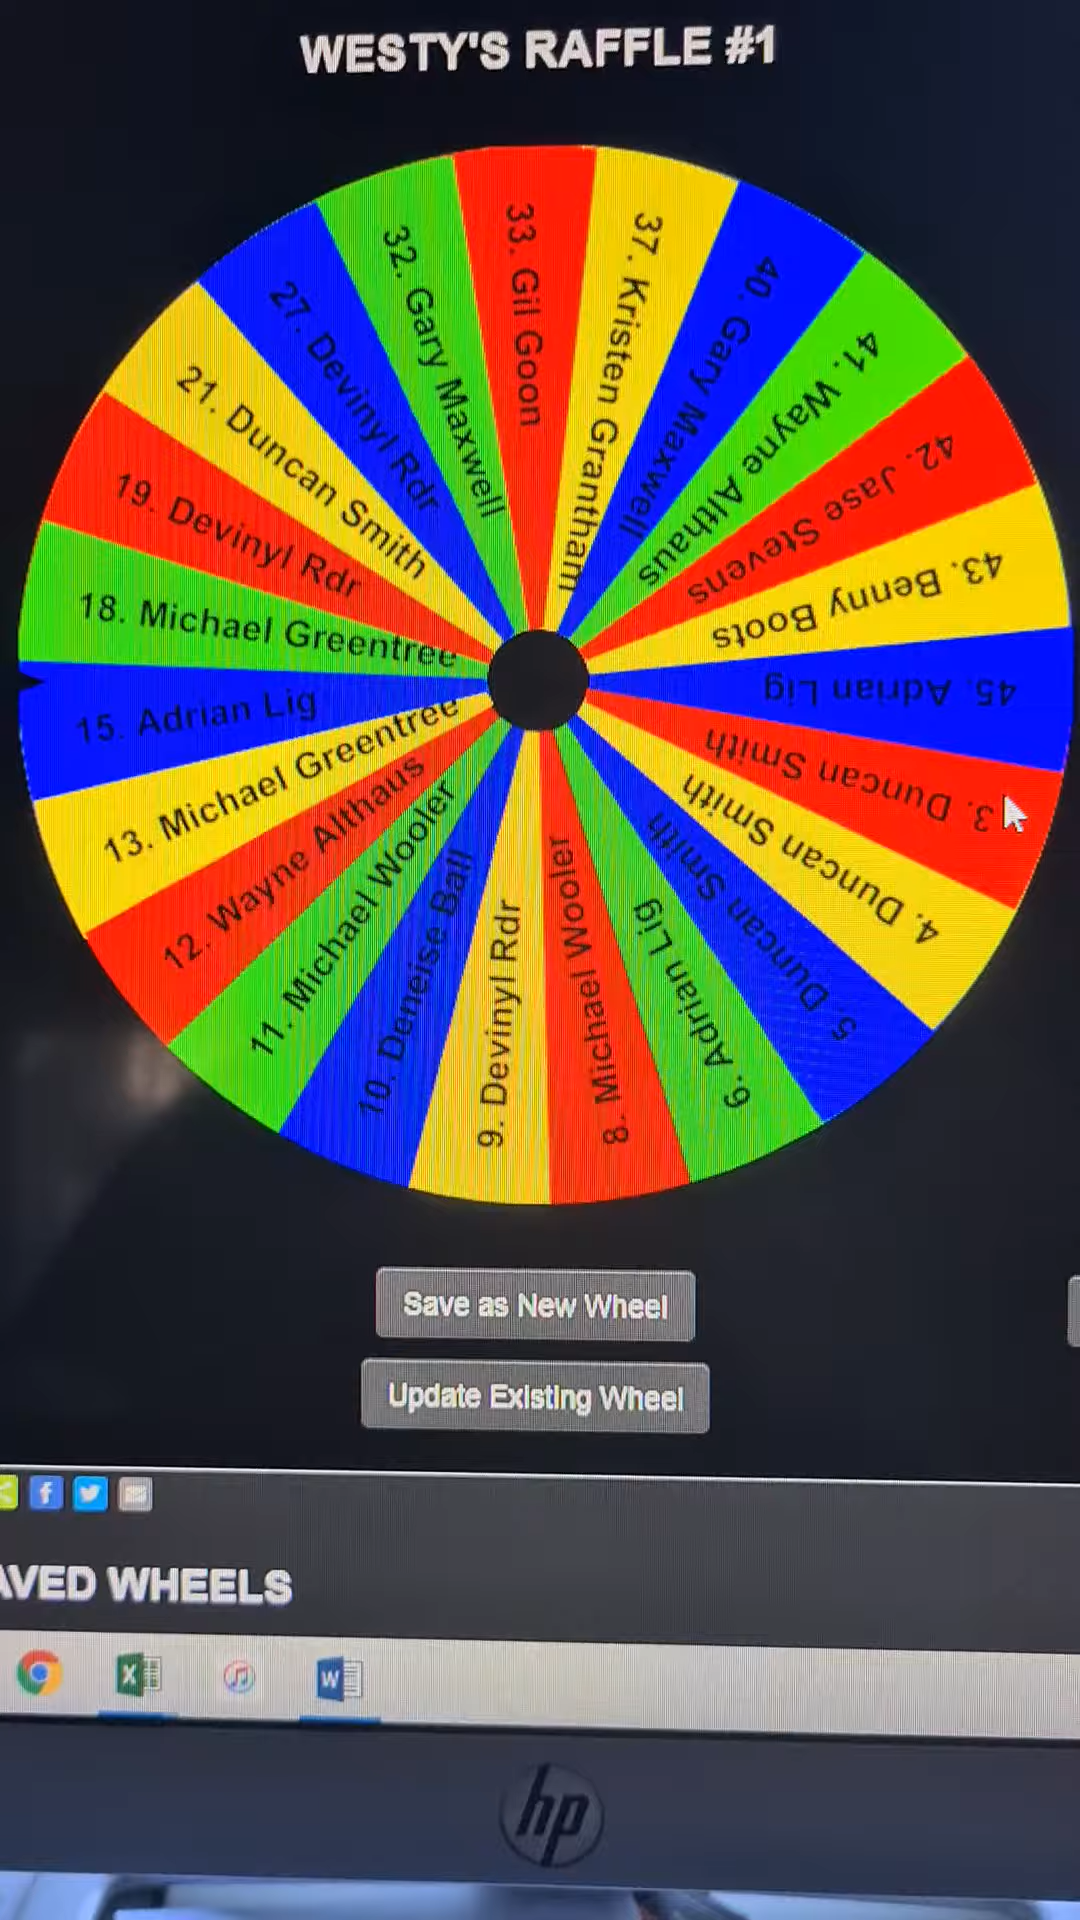 WESTY'S RAFFLE #1
33. Gil Goon
37. Kristen Grantham
40. Gary Maxwell
41. Wayne Althaus
42. Jase Stevens
43. Benny Boots
45. Adrian Lig
3. Duncan Smith
4. Duncan Smith
5. Duncan Smith
6. Adrian Lig
8. Michael Wooler
9. Devinyl Rdr
10. Deneise Ball
11. Michael Wooler
12. Wayne Althaus
13. Michael Greentree
15. Adrian Lig
18. Michael Greentree
19. Devinyl Rdr
21. Duncan Smith
27. Devinyl Rdr
32. Gary Maxwell
Save as New Wheel
Update Existing Wheel
AVED WHEELS
hp